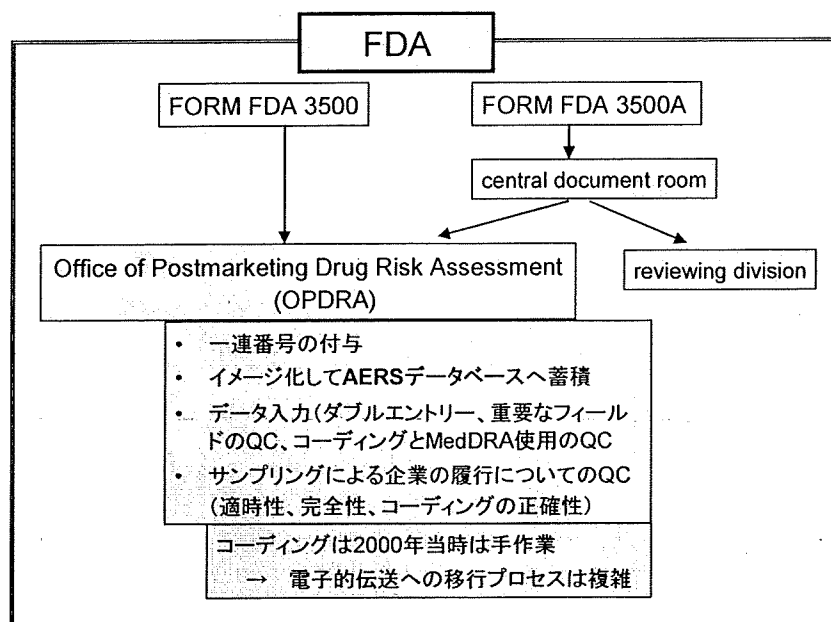 FDA
FORM FDA 3500
FORM FDA 3500A
central document room
Office of Postmarketing Drug Risk Assessment
(OPDRA)
reviewing division
• 一連番号の付与
• イメージ化してAERSデータベースへ蓄積
• データ入力(ダブルエントリー、重要なフィール
ドのQC、コーディングとMedDRA使用のQC
• サンプリングによる企業の履行についてのQC
(適時性、完全性、コーディングの正確性)
コーディングは2000年当時は手作業
→ 電子的伝送への移行プロセスは複雑